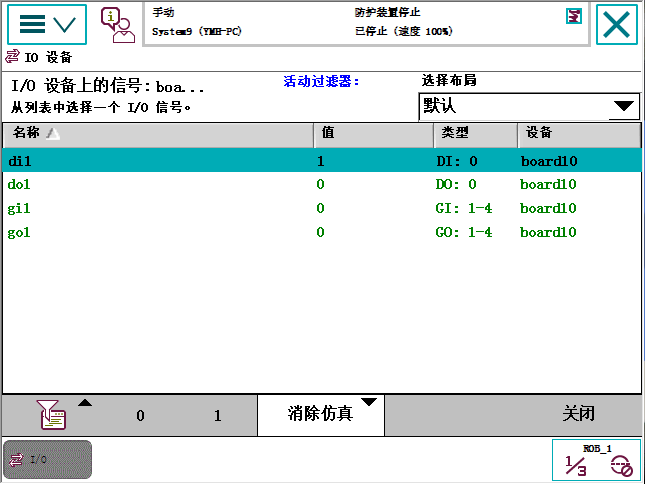 手动
System9 (YMH-PC)
防护装置停止
已停止 (速度 100%)
IO 设备
I/O 设备上的信号: boa...
从列表中选择一个 I/O 信号。
活动过滤器:
选择布局
默认
名称 值 类型 设备
di1 1 DI: 0 board10
do1 0 DO: 0 board10
gi1 0 GI: 1-4 board10
go1 0 GO: 1-4 board10
0 1 消除仿真 关闭
I/O
ROB_1
1/3